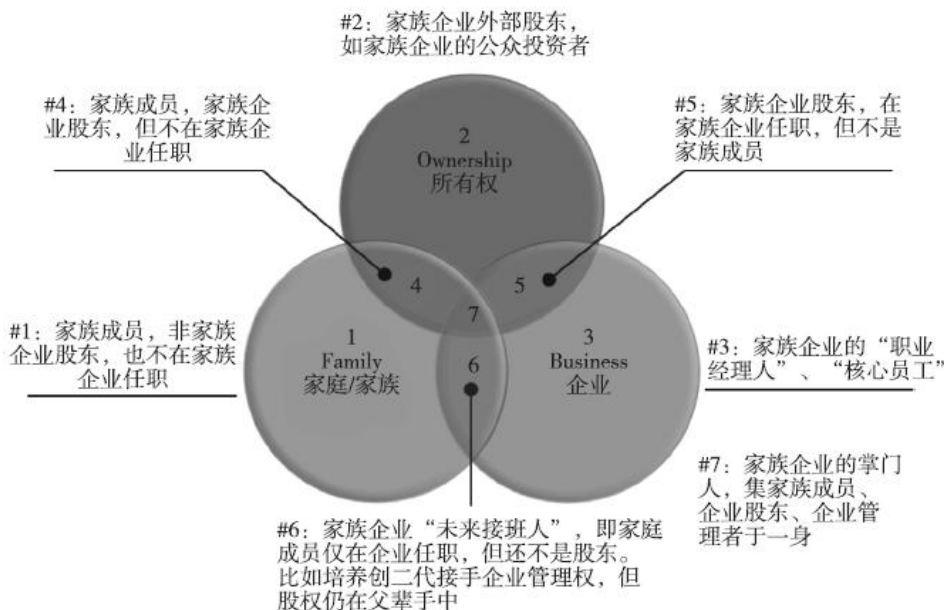 #2：家族企业外部股东，
如家族企业的公众投资者
#4：家族成员，家族企
业股东，但不在家族企
业任职
#5：家族企业股东，在
家族企业任职，但不是
家族成员
2
Ownership
所有权
4
5
7
#1：家族成员，非家族
企业股东，也不在家族
企业任职
1
Family
家庭/家族
6
3
Business
企业
#3：家族企业的“职业
经理人”、“核心员工”
#7：家族企业的掌门
人，集家族成员、
企业股东、企业管
理者于一身
#6：家族企业“未来接班人”，即家庭
成员仅在企业任职，但还不是股东。
比如培养创二代接手企业管理权，但
股权仍在父辈手中